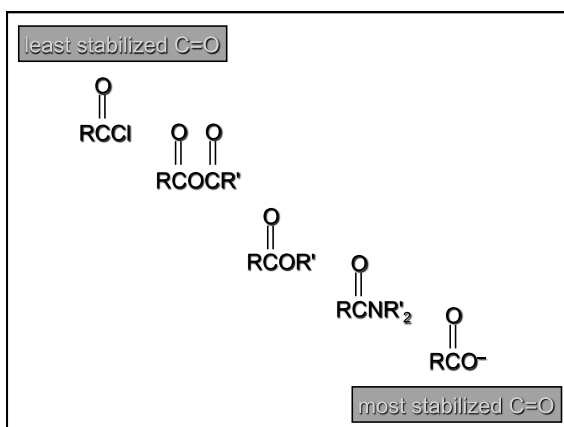 least stabilized C=O
O
RCCl
O O
RCOCR'
O
RCOR'
O
RCNR'₂
O
RCO⁻
most stabilized C=O